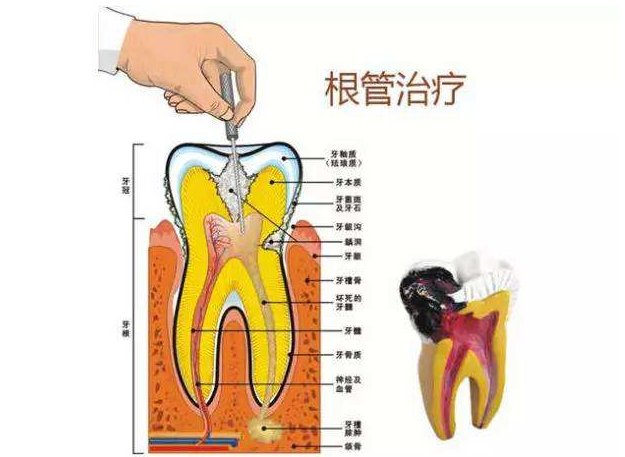 根管治疗
牙釉质
(珐琅质)
牙本质
牙菌斑
及牙石
牙龈沟
龋洞
牙龈
牙槽骨
坏死的
牙髓
牙髓
牙骨质
神经及
血管
牙槽
脓肿
颌骨
牙冠
牙根